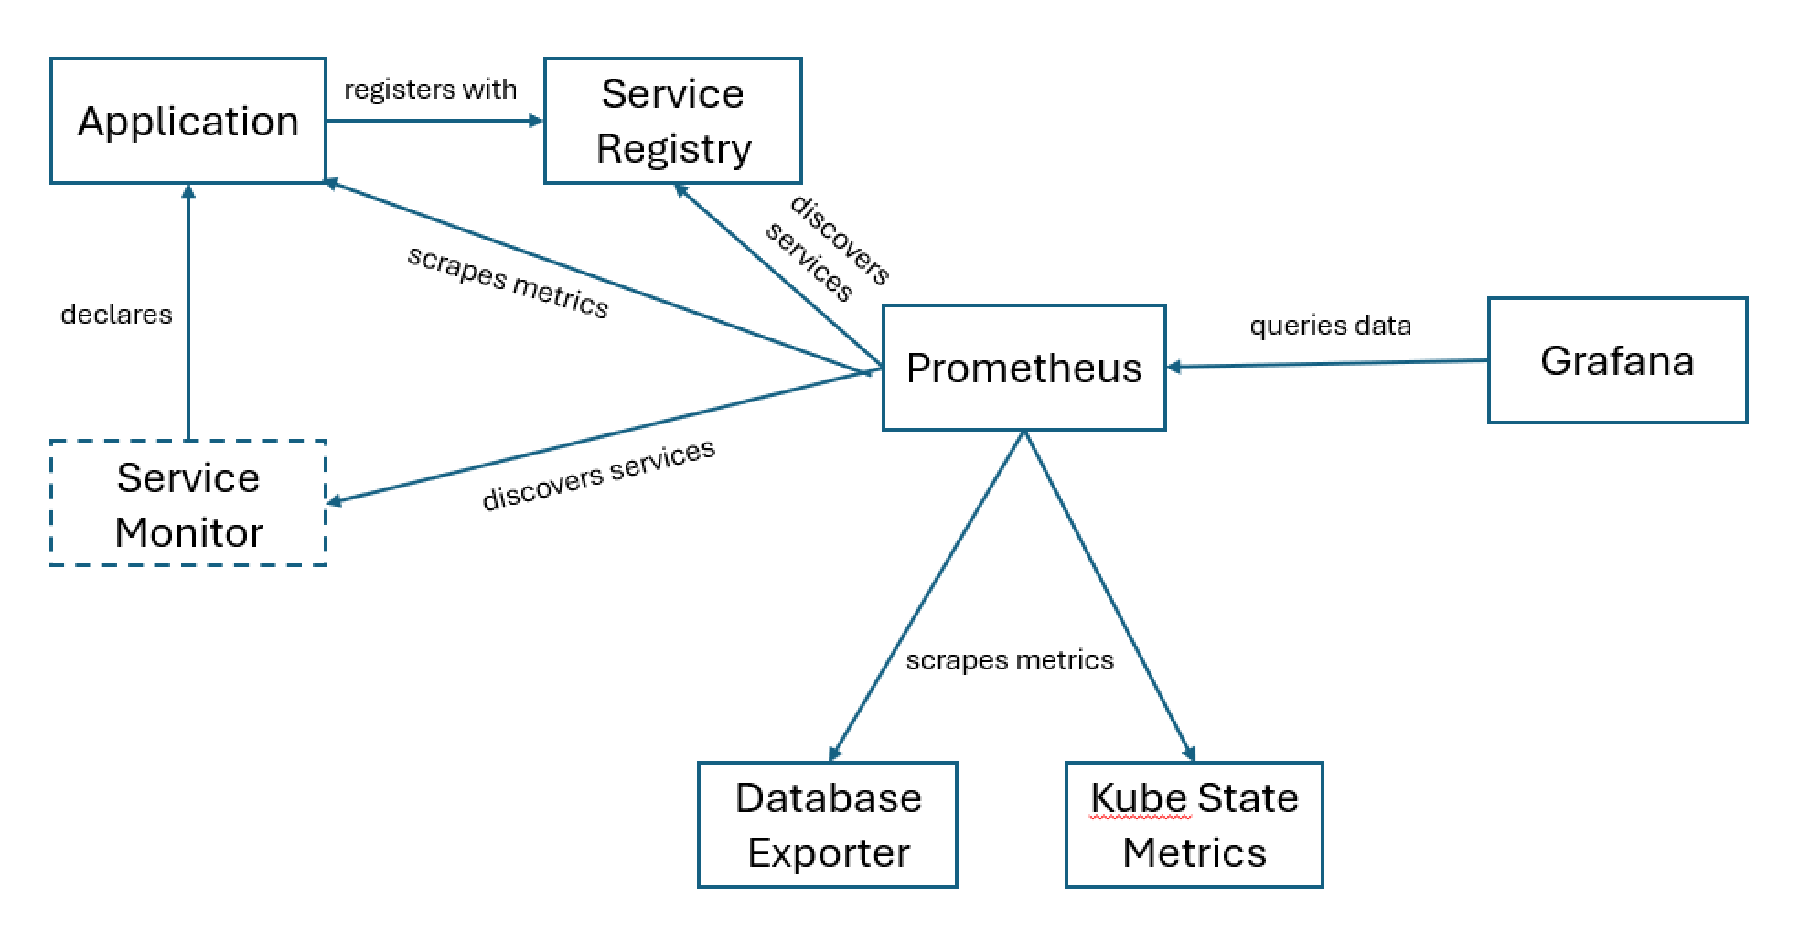 Application
registers with
Service
Registry
discovers
services
scrapes metrics
declares
Prometheus
queries data
Grafana
Service
Monitor
discovers services
scrapes metrics
Database
Exporter
Kube State
Metrics